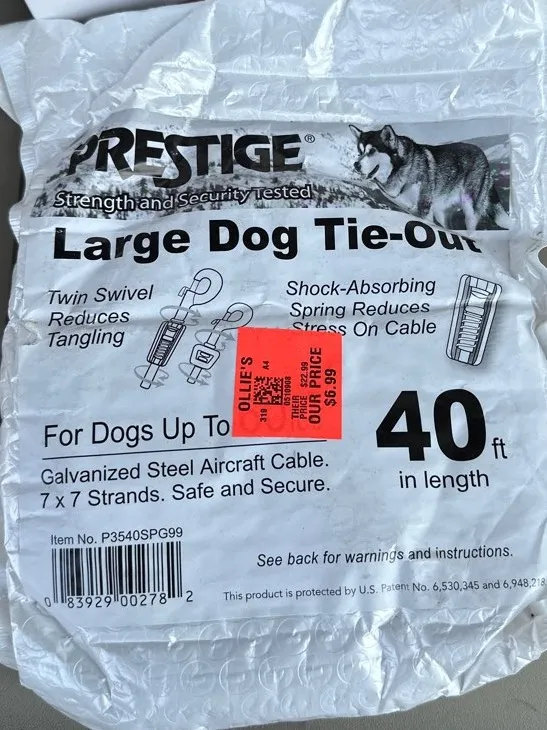 PRESTIGE®
Strength and Security Tested
Large Dog Tie-Out
Twin Swivel
Reduces
Tangling
Shock-Absorbing
Spring Reduces
Stress On Cable
OLLIE'S
319
A4
0510908
THEIR
PRICE $22.99
OUR PRICE
$6.99
For Dogs Up To
40 ft
in length
Galvanized Steel Aircraft Cable.
7 x 7 Strands. Safe and Secure.
Item No. P3540SPG99
0 83929 00278 2
See back for warnings and instructions.
This product is protected by U.S. Patent No. 6,530,345 and 6,948,218